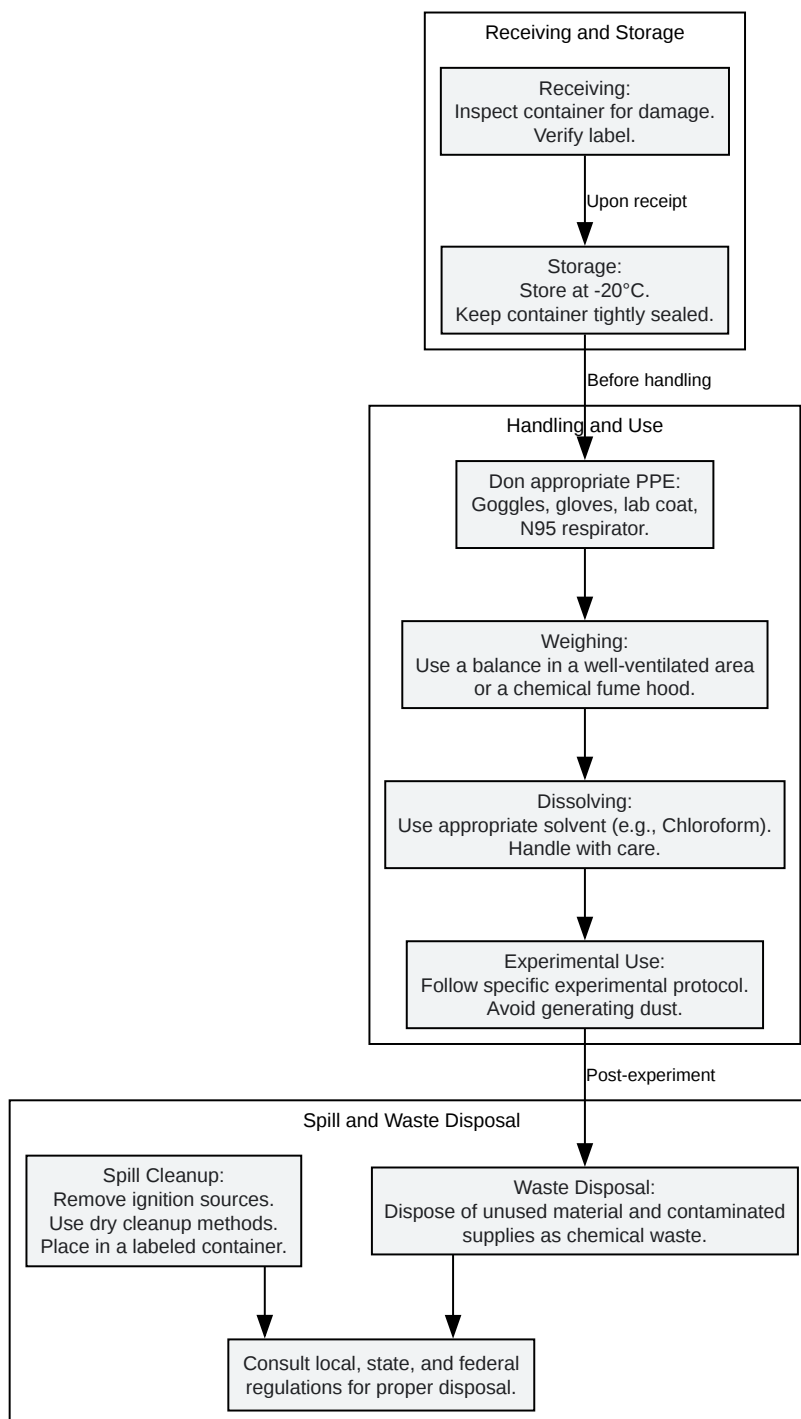 Receiving and Storage
Receiving:
Inspect container for damage.
Verify label.
Upon receipt
Storage:
Store at -20°C.
Keep container tightly sealed.
Before handling
Handling and Use
Don appropriate PPE:
Goggles, gloves, lab coat,
N95 respirator.
Weighing:
Use a balance in a well-ventilated area
or a chemical fume hood.
Dissolving:
Use appropriate solvent (e.g., Chloroform).
Handle with care.
Experimental Use:
Follow specific experimental protocol.
Avoid generating dust.
Post-experiment
Spill and Waste Disposal
Spill Cleanup:
Remove ignition sources.
Use dry cleanup methods.
Place in a labeled container.
Waste Disposal:
Dispose of unused material and contaminated
supplies as chemical waste.
Consult local, state, and federal
regulations for proper disposal.